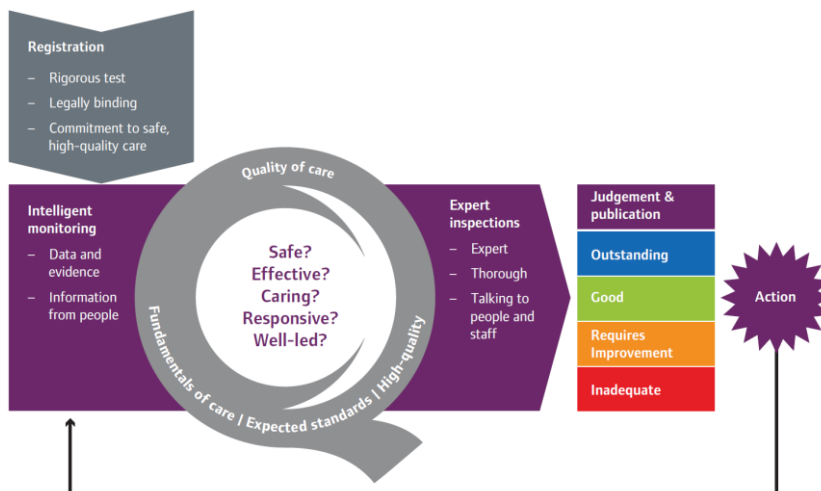 Registration
– Rigorous test
– Legally binding
– Commitment to safe,
high-quality care
Intelligent
monitoring
– Data and
evidence
– Information
from people
Quality of care
Safe?
Effective?
Caring?
Responsive?
Well-led?
Fundamentals of care | Expected standards | High-quality
Expert
inspections
– Expert
– Thorough
– Talking to
people and
staff
Judgement &
publication
Outstanding
Good
Requires
Improvement
Inadequate
Action